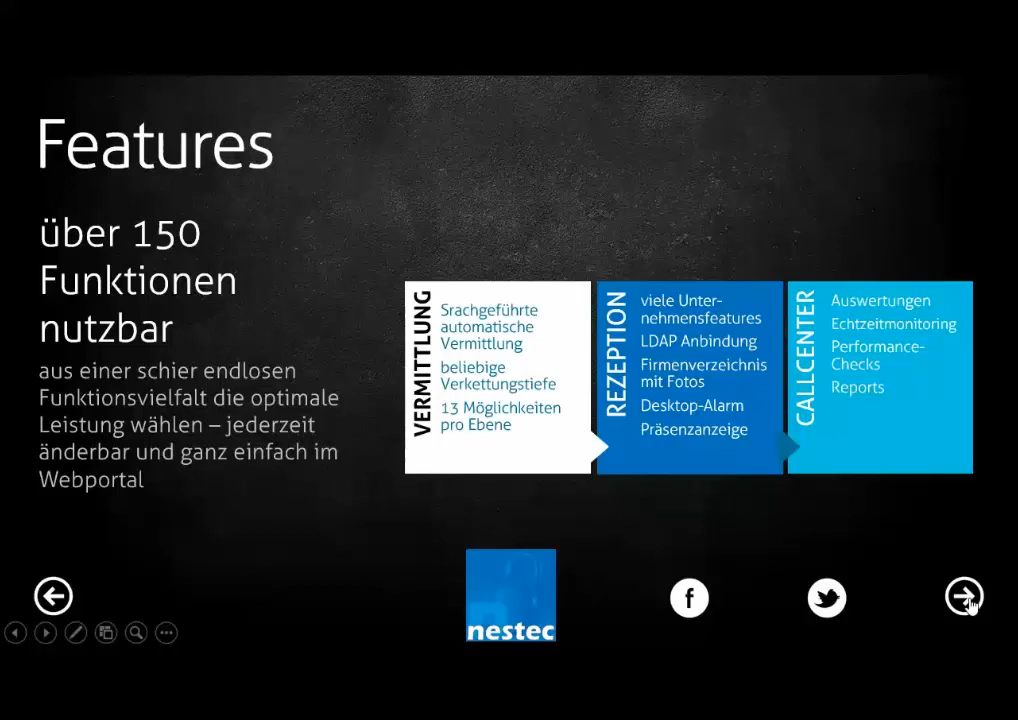 Features
über 150
Funktionen
nutzbar
aus einer schier endlosen
Funktionsvielfalt die optimale
Leistung wählen – jederzeit
änderbar und ganz einfach im
Webportal
VERMITTLUNG
Srachgeführte
automatische
Vermittlung
beliebige
Verkettungstiefe
13 Möglichkeiten
pro Ebene
REZEPTION
viele Unter-
nehmensfeatures
LDAP Anbindung
Firmenverzeichnis
mit Fotos
Desktop-Alarm
Präsenzanzeige
CALLCENTER
Auswertungen
Echtzeitmonitoring
Performance-
Checks
Reports
nestec
f